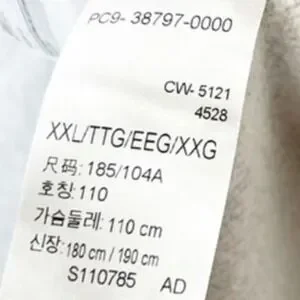 PC9- 38797-0000
CW- 5121
4528
XXL/TTG/EEG/XXG
尺码: 185/104A
호칭: 110
가슴둘레: 110 cm
신장: 180 cm / 190 cm
S110785 AD